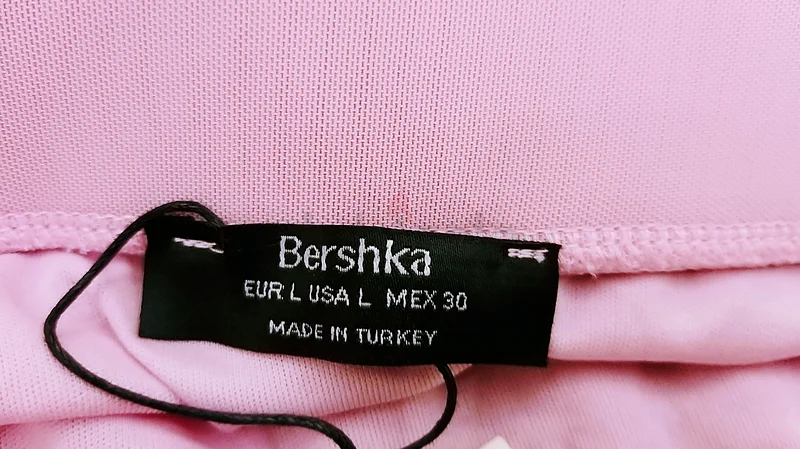 Bershka
EUR L USA L MEX 30
MADE IN TURKEY